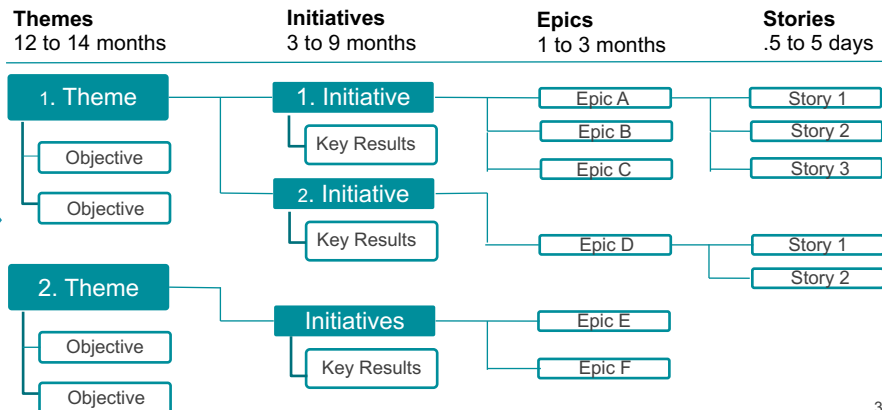 Themes
12 to 14 months
Initiatives
3 to 9 months
Epics
1 to 3 months
Stories
.5 to 5 days
1. Theme
Objective
Objective
1. Initiative
Key Results
2. Initiative
Key Results
Epic A
Epic B
Epic C
Epic D
Story 1
Story 2
Story 3
Story 1
Story 2
2. Theme
Objective
Objective
Initiatives
Key Results
Epic E
Epic F
3